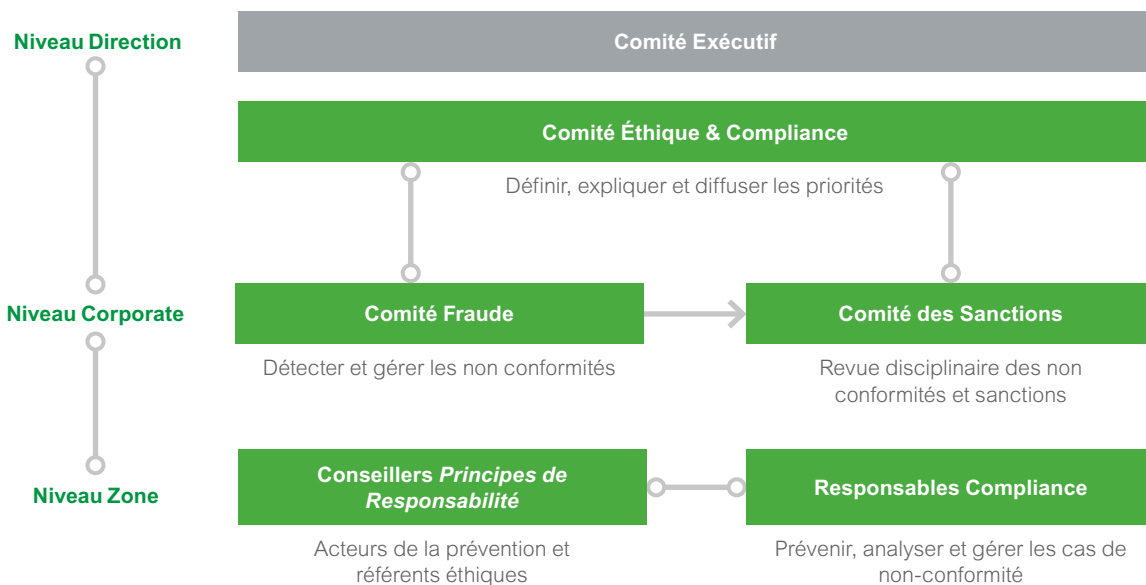 Niveau Direction
Comité Exécutif
Comité Éthique & Compliance
Définir, expliquer et diffuser les priorités
Niveau Corporate
Comité Fraude
Comité des Sanctions
Détecter et gérer les non conformités
Revue disciplinaire des non
conformités et sanctions
Niveau Zone
Conseillers Principes de
Responsabilité
Responsables Compliance
Acteurs de la prévention et
référents éthiques
Prévenir, analyser et gérer les cas de
non-conformité